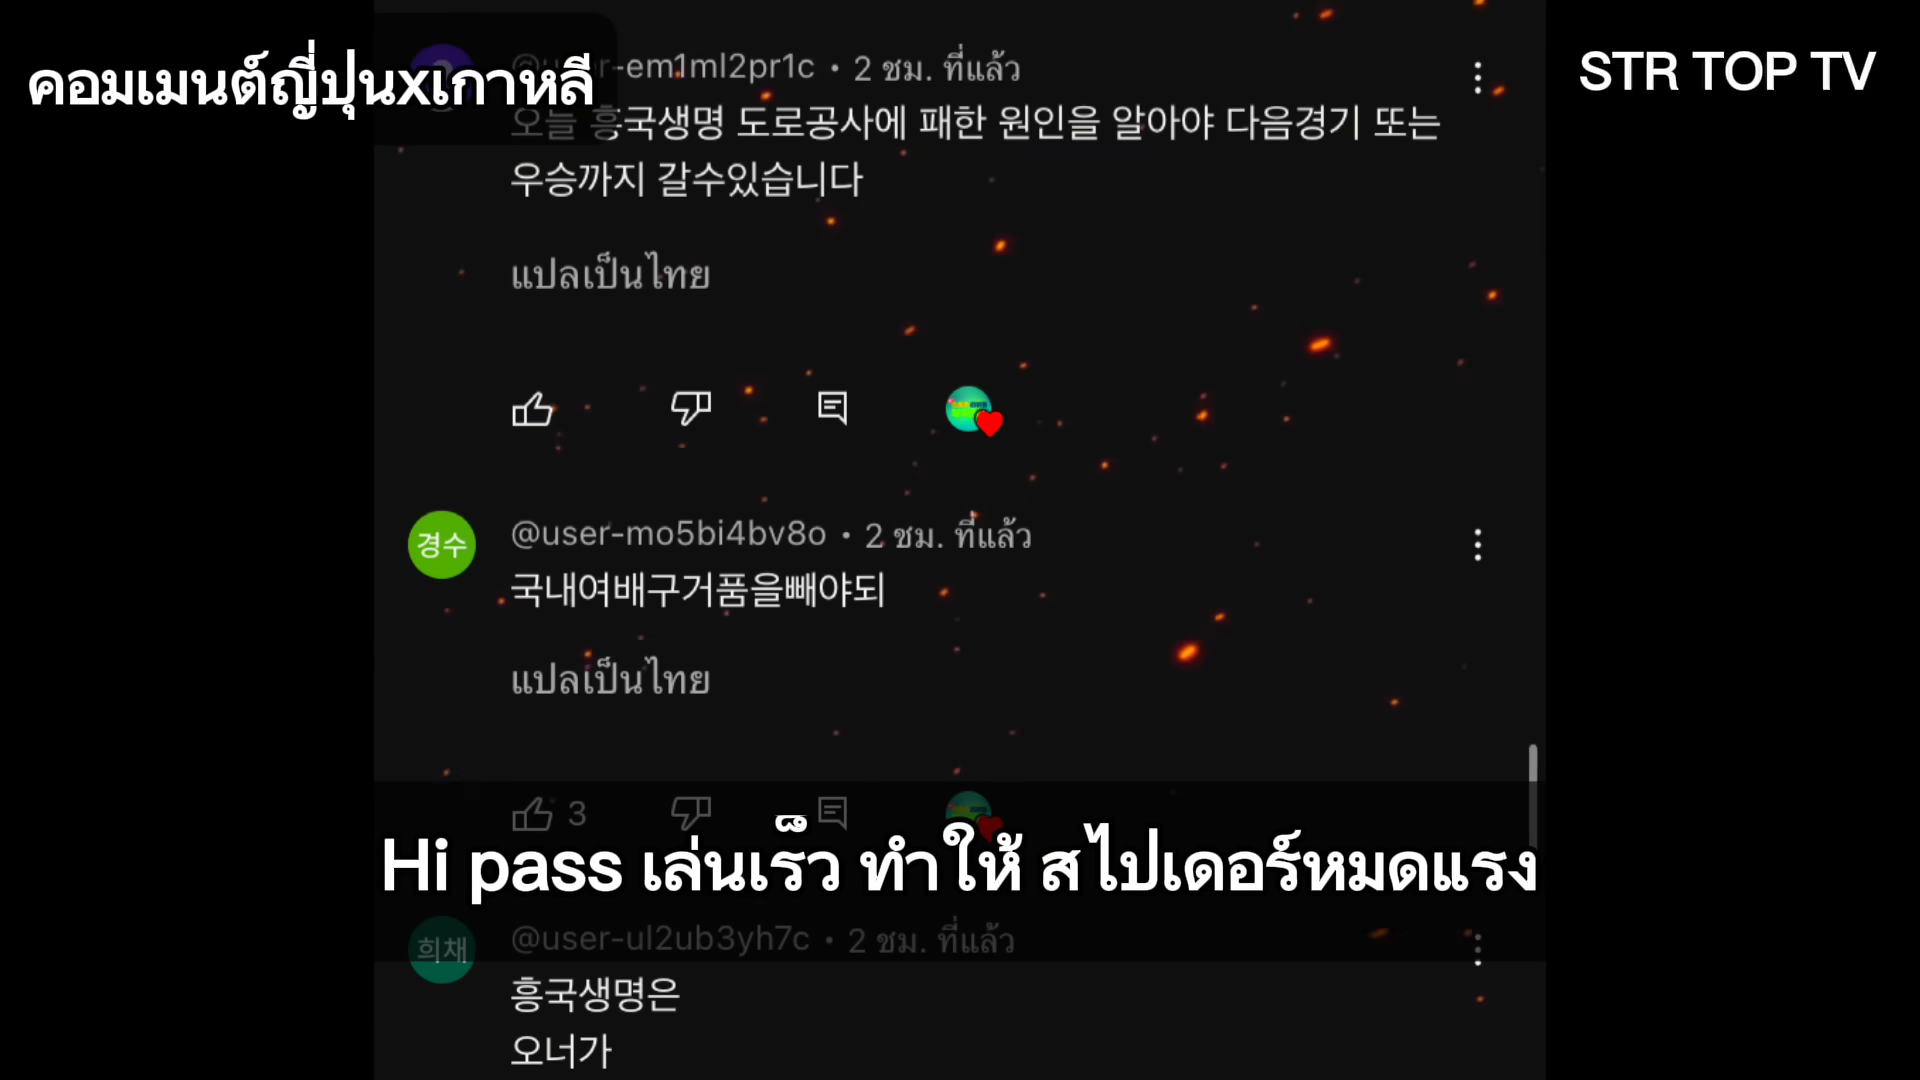 คอมเมนต์ญี่ปุ่นxเกาหลี
STR TOP TV
-em1ml2pr1c • 2 ชม. ที่แล้ว
오늘 흥국생명 도로공사에 패한 원인을 알아야 다음경기 또는
우승까지 갈수있습니다
แปลเป็นไทย
경수
@user-mo5bi4bv8o • 2 ชม. ที่แล้ว
국내여배구거품을빼야되
แปลเป็นไทย
3
Hi pass เล่นเร็ว ทำให้ สไปเดอร์หมดแรง
희채
@user-ul2ub3yh7c • 2 ชม. ที่แล้ว
흥국생명은
오너가